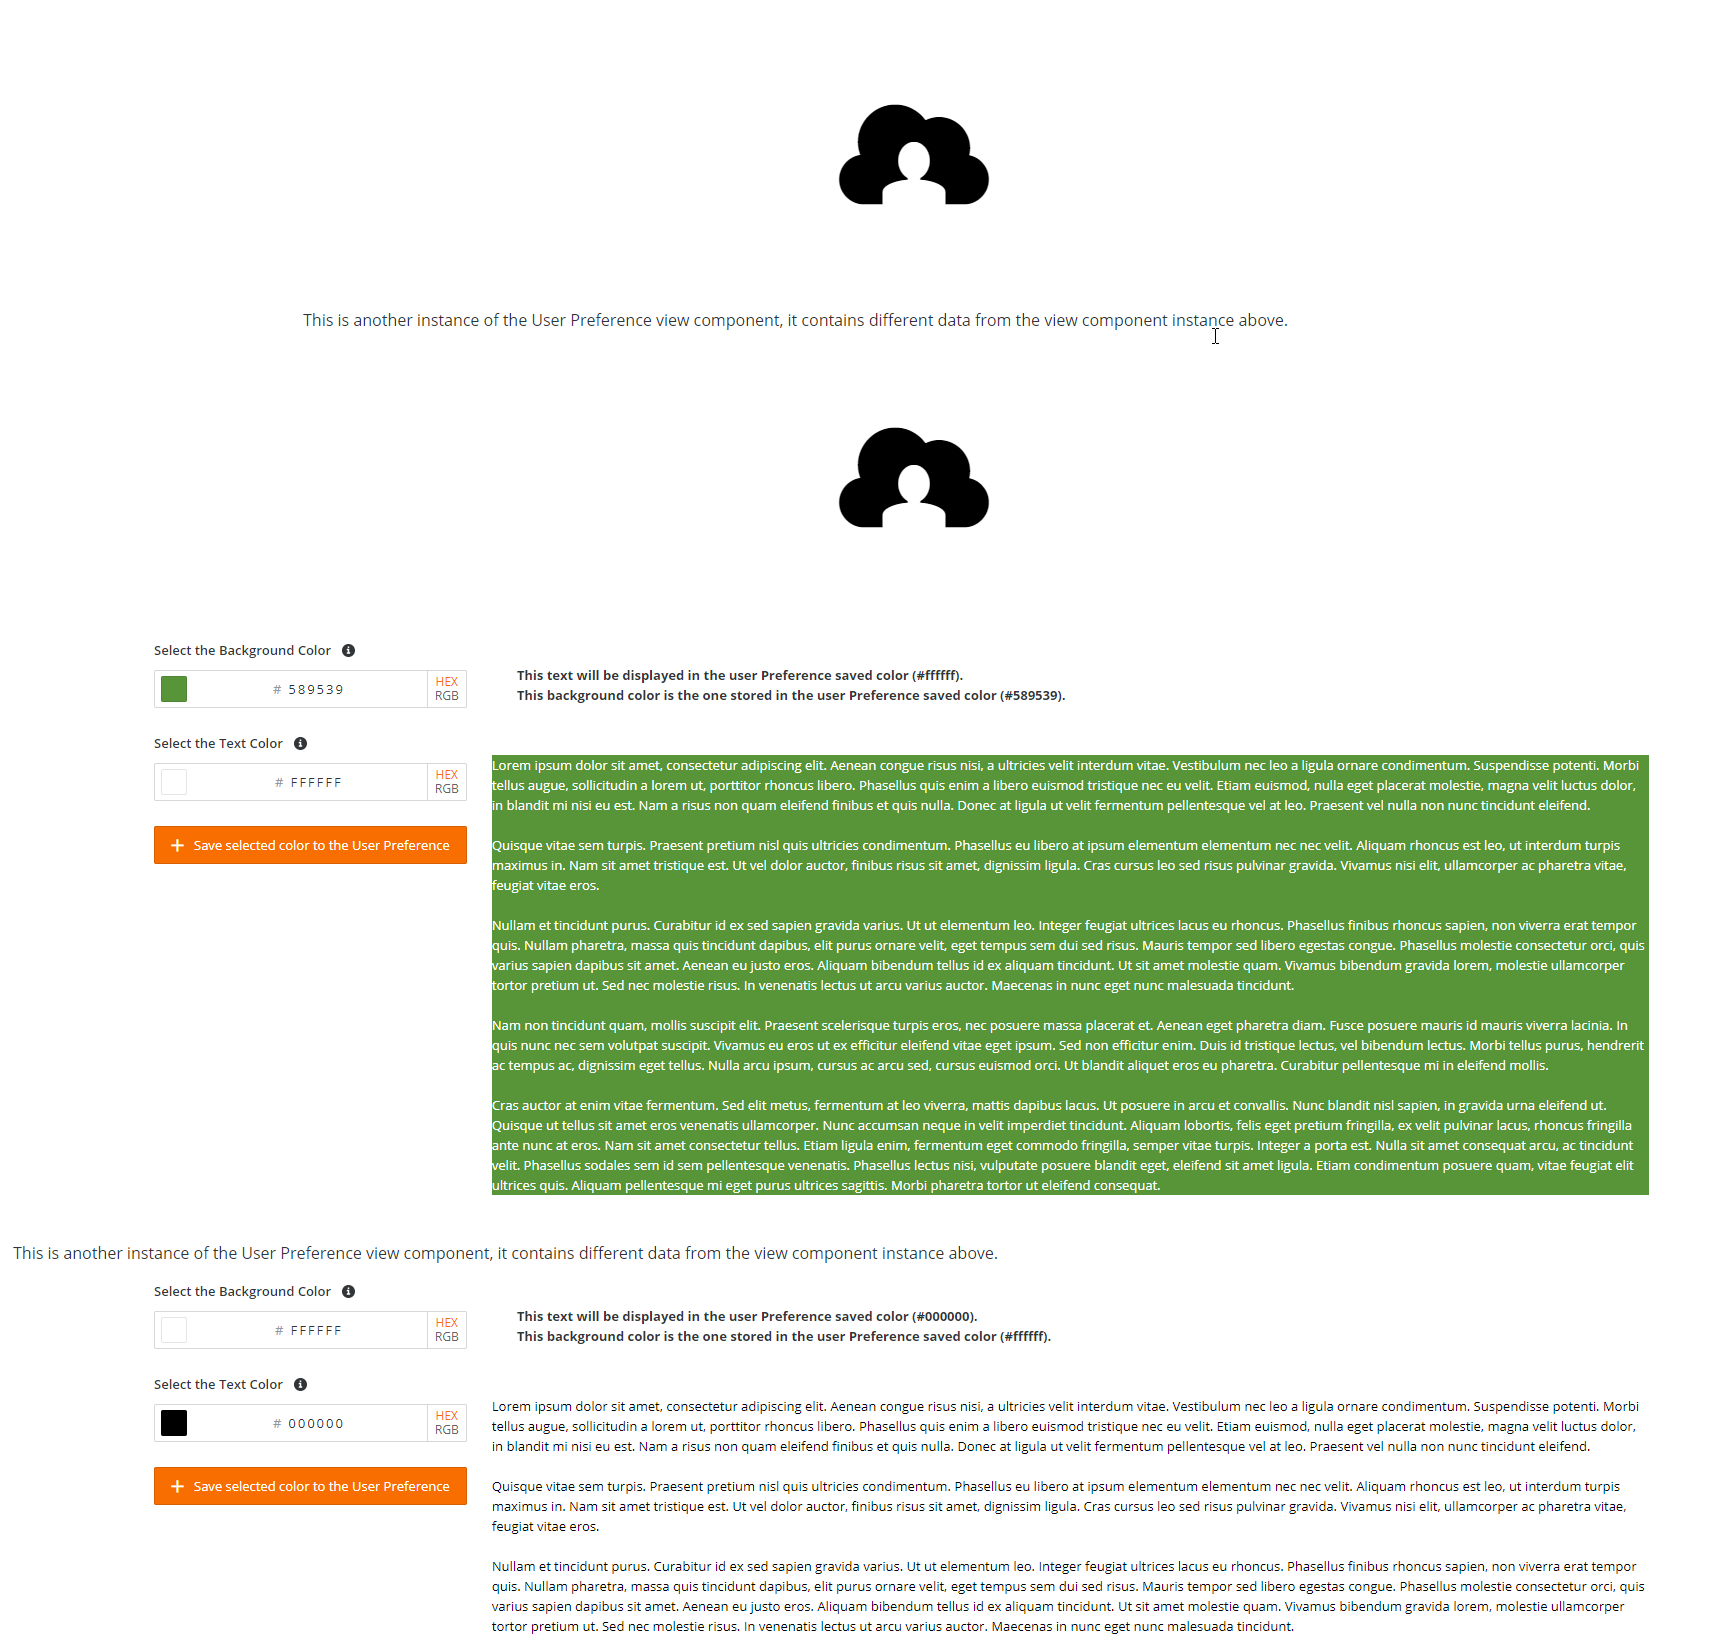 This is another instance of the User Preference view component, it contains different data from the view component instance above.
Select the Background Color
# 589539
HEX
RGB
This text will be displayed in the user Preference saved color (#ffffff).
This background color is the one stored in the user Preference saved color (#589539).
Select the Text Color
# FFFFFF
HEX
RGB
Save selected color to the User Preference
Lorem ipsum dolor sit amet, consectetur adipiscing elit. Aenean congue risus nisi, a ultricies velit interdum vitae. Vestibulum nec leo a ligula ornare condimentum. Suspendisse potenti. Morbi
tellus augue, sollicitudin a lorem ut, porttitor rhoncus libero. Phasellus quis enim a libero euismod tristique nec eu velit. Etiam euismod, nulla eget placerat molestie, magna velit luctus dolor,
in blandit mi nisi eu est. Nam a risus non quam eleifend finibus et quis nulla. Donec at ligula ut velit fermentum pellentesque vel at leo. Praesent vel nulla non nunc tincidunt eleifend.
Quisque vitae sem turpis. Praesent pretium nisl quis ultricies condimentum. Phasellus eu libero at ipsum elementum elementum nec nec velit. Aliquam rhoncus est leo, ut interdum turpis
maximus in. Nam sit amet tristique est. Ut vel dolor auctor, finibus risus sit amet, dignissim ligula. Cras cursus leo sed risus pulvinar gravida. Vivamus nisi elit, ullamcorper ac pharetra vitae,
feugiat vitae eros.
Nullam et tincidunt purus. Curabitur id ex sed sapien gravida varius. Ut ut elementum leo. Integer feugiat ultrices lacus eu rhoncus. Phasellus finibus rhoncus sapien, non viverra erat tempor
quis. Nullam pharetra, massa quis tincidunt dapibus, elit purus ornare velit, eget tempus sem dui sed risus. Mauris tempor sed libero egestas congue. Phasellus molestie consectetur orci, quis
varius sapien dapibus sit amet. Aenean eu justo eros. Aliquam bibendum tellus id ex aliquam tincidunt. Ut sit amet molestie quam. Vivamus bibendum gravida lorem, molestie ullamcorper
tortor pretium ut. Sed nec molestie risus. In venenatis lectus ut arcu varius auctor. Maecenas in nunc eget nunc malesuada tincidunt.
Nam non tincidunt quam, mollis suscipit elit. Praesent scelerisque turpis eros, nec posuere massa placerat et. Aenean eget pharetra diam. Fusce posuere mauris id mauris viverra lacinia. In
quis nunc nec sem volutpat suscipit. Vivamus eu eros ut ex efficitur eleifend vitae eget ipsum. Sed non efficitur enim. Duis id tristique lectus, vel bibendum lectus. Morbi tellus purus, hendrerit
ac tempus ac, dignissim eget tellus. Nulla arcu ipsum, cursus ac arcu sed, cursus euismod orci. Ut blandit aliquet eros eu pharetra. Curabitur pellentesque mi in eleifend mollis.
Cras auctor at enim vitae fermentum. Sed elit metus, fermentum at leo viverra, mattis dapibus lacus. Ut posuere in arcu et convallis. Nunc blandit nisl sapien, in gravida urna eleifend ut.
Quisque ut tellus sit amet eros venenatis ullamcorper. Nunc accumsan neque in velit imperdiet tincidunt. Aliquam lobortis, felis eget pretium fringilla, ex velit pulvinar lacus, rhoncus fringilla
ante nunc at eros. Nam sit amet consectetur tellus. Etiam ligula enim, fermentum eget commodo fringilla, semper vitae turpis. Integer a porta est. Nulla sit amet consequat arcu, ac tincidunt
velit. Phasellus sodales sem id sem pellentesque venenatis. Phasellus lectus nisi, vulputate posuere blandit eget, eleifend sit amet ligula. Etiam condimentum posuere quam, vitae feugiat elit
ultrices quis. Aliquam pellentesque mi eget purus ultrices sagittis. Morbi pharetra tortor ut eleifend consequat.
This is another instance of the User Preference view component, it contains different data from the view component instance above.
Select the Background Color
# FFFFFF
HEX
RGB
This text will be displayed in the user Preference saved color (#000000).
This background color is the one stored in the user Preference saved color (#ffffff).
Select the Text Color
# 000000
HEX
RGB
Save selected color to the User Preference
Lorem ipsum dolor sit amet, consectetur adipiscing elit. Aenean congue risus nisi, a ultricies velit interdum vitae. Vestibulum nec leo a ligula ornare condimentum. Suspendisse potenti. Morbi
tellus augue, sollicitudin a lorem ut, porttitor rhoncus libero. Phasellus quis enim a libero euismod tristique nec eu velit. Etiam euismod, nulla eget placerat molestie, magna velit luctus dolor,
in blandit mi nisi eu est. Nam a risus non quam eleifend finibus et quis nulla. Donec at ligula ut velit fermentum pellentesque vel at leo. Praesent vel nulla non nunc tincidunt eleifend.
Quisque vitae sem turpis. Praesent pretium nisl quis ultricies condimentum. Phasellus eu libero at ipsum elementum elementum nec nec velit. Aliquam rhoncus est leo, ut interdum turpis
maximus in. Nam sit amet tristique est. Ut vel dolor auctor, finibus risus sit amet, dignissim ligula. Cras cursus leo sed risus pulvinar gravida. Vivamus nisi elit, ullamcorper ac pharetra vitae,
feugiat vitae eros.
Nullam et tincidunt purus. Curabitur id ex sed sapien gravida varius. Ut ut elementum leo. Integer feugiat ultrices lacus eu rhoncus. Phasellus finibus rhoncus sapien, non viverra erat tempor
quis. Nullam pharetra, massa quis tincidunt dapibus, elit purus ornare velit, eget tempus sem dui sed risus. Mauris tempor sed libero egestas congue. Phasellus molestie consectetur orci, quis
varius sapien dapibus sit amet. Aenean eu justo eros. Aliquam bibendum tellus id ex aliquam tincidunt. Ut sit amet molestie quam. Vivamus bibendum gravida lorem, molestie ullamcorper
tortor pretium ut. Sed nec molestie risus. In venenatis lectus ut arcu varius auctor. Maecenas in nunc eget nunc malesuada tincidunt.